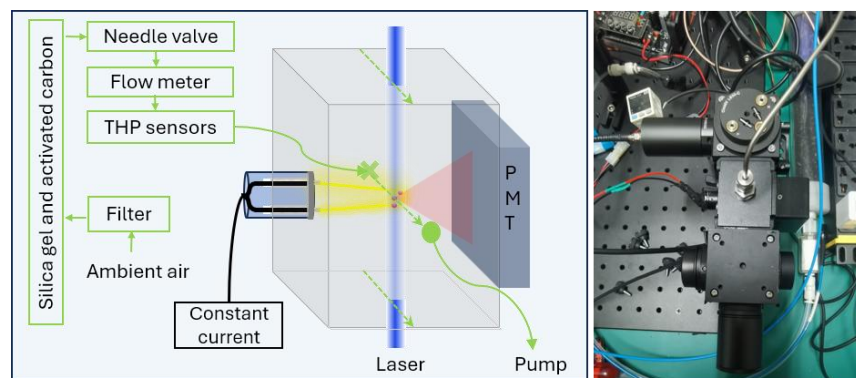 Silica gel and activated carbon
Needle valve
Flow meter
THP sensors
Filter
Ambient air
Constant
current
P
M
T
Laser
Pump